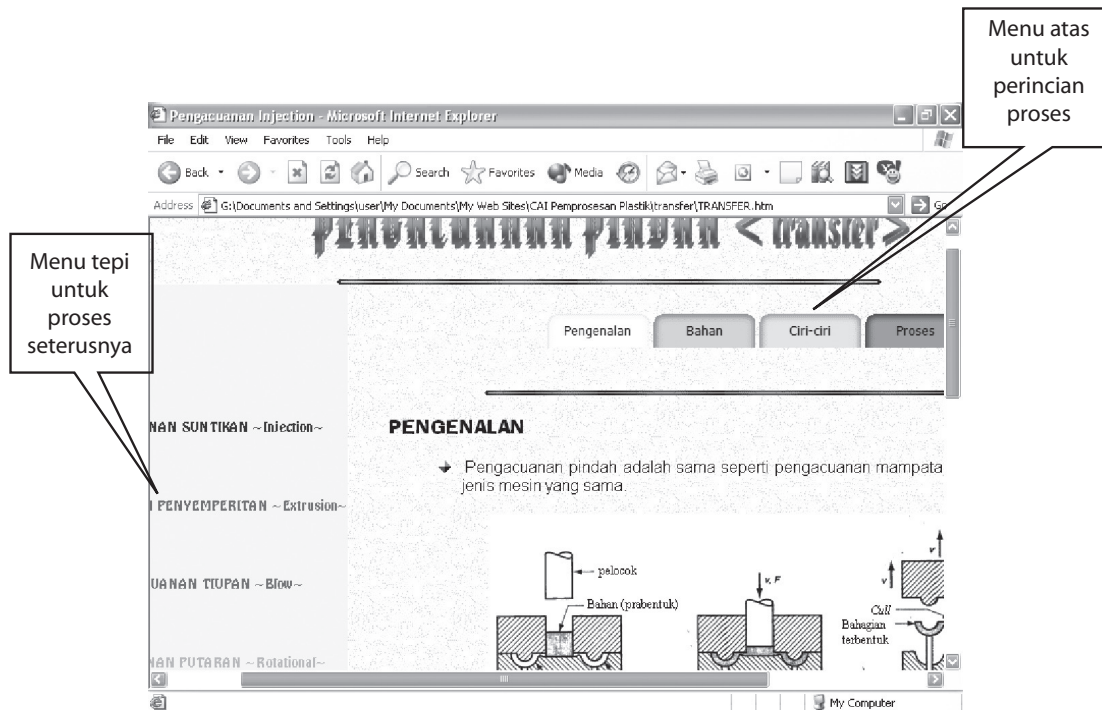 Menu atas
untuk
perincian
proses
Pengacuanan Injection - Microsoft Internet Explorer
File Edit View Favorites Tools Help
Back Search Favorites Media
Address G:\Documents and Settings\user\My Documents\My Web Sites\CAI Pemprosesan Plastik\transfer\TRANSFER.htm Go
PENGACUANAN PINDAH < transfer>
Menu tepi
untuk
proses
seterusnya
Pengenalan Bahan Ciri-ciri Proses
NAN SUNTIKAN ~Injection~
PENGENALAN
Pengacuanan pindah adalah sama seperti pengacuanan mampata
jenis mesin yang sama.
I PENYEMPERITAN ~Extrusion~
pelocok
v, F
v
v
Bahan (prabentuk)
Cull
Bahagian
terbentuk
UANAN TIUPAN ~Blow~
NAN PUTARAN ~Rotational~
My Computer